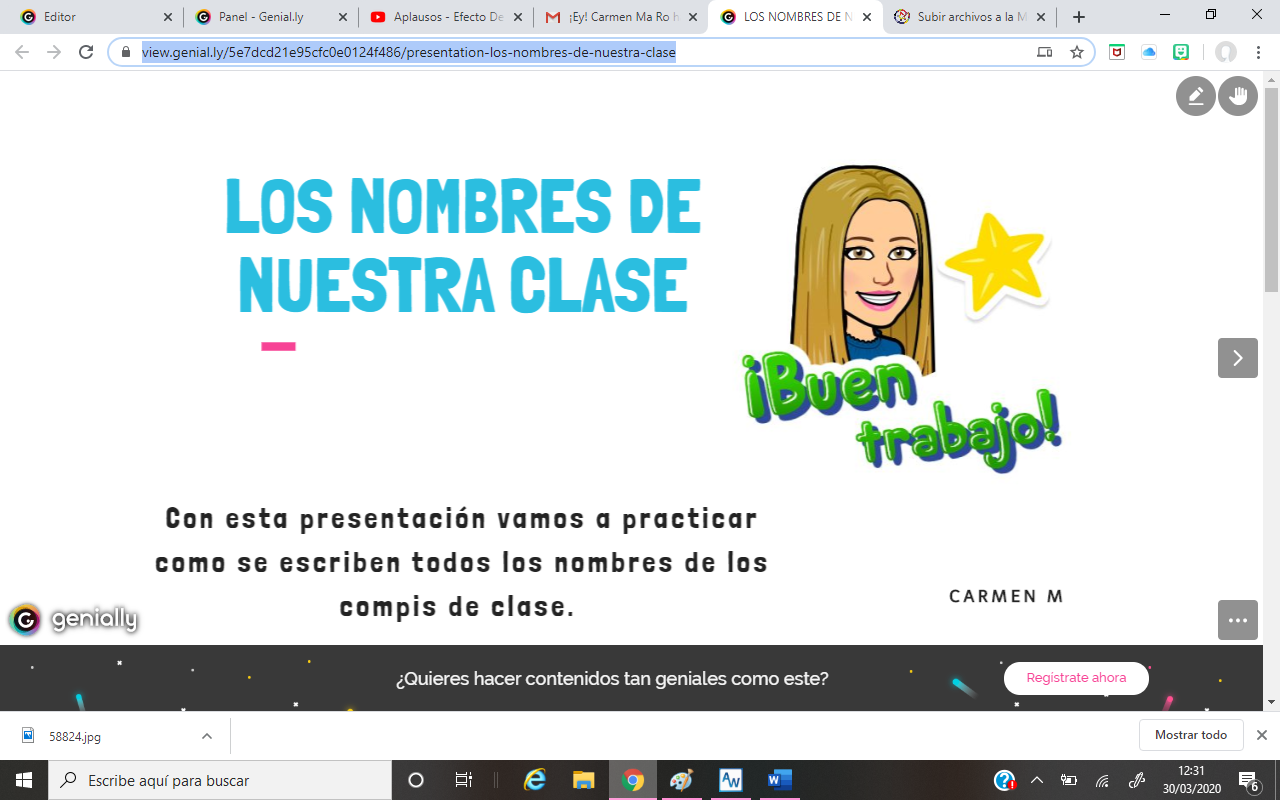 Editor
Panel - Genial.ly
Aplausos - Efecto De
¡Ey! Carmen Ma Ro h
LOS NOMBRES DE N
Subir archivos a la M
view.genial.ly/5e7dcd21e95cfc0e0124f486/presentation-los-nombres-de-nuestra-clase
LOS NOMBRES DE
NUESTRA CLASE
¡Buen
trabajo!
Con esta presentación vamos a practicar
como se escriben todos los nombres de los
compis de clase.
CARMEN M
genially
¿Quieres hacer contenidos tan geniales como este?
Regístrate ahora
58824.jpg
Mostrar todo
Escribe aquí para buscar
12:31
30/03/2020
6